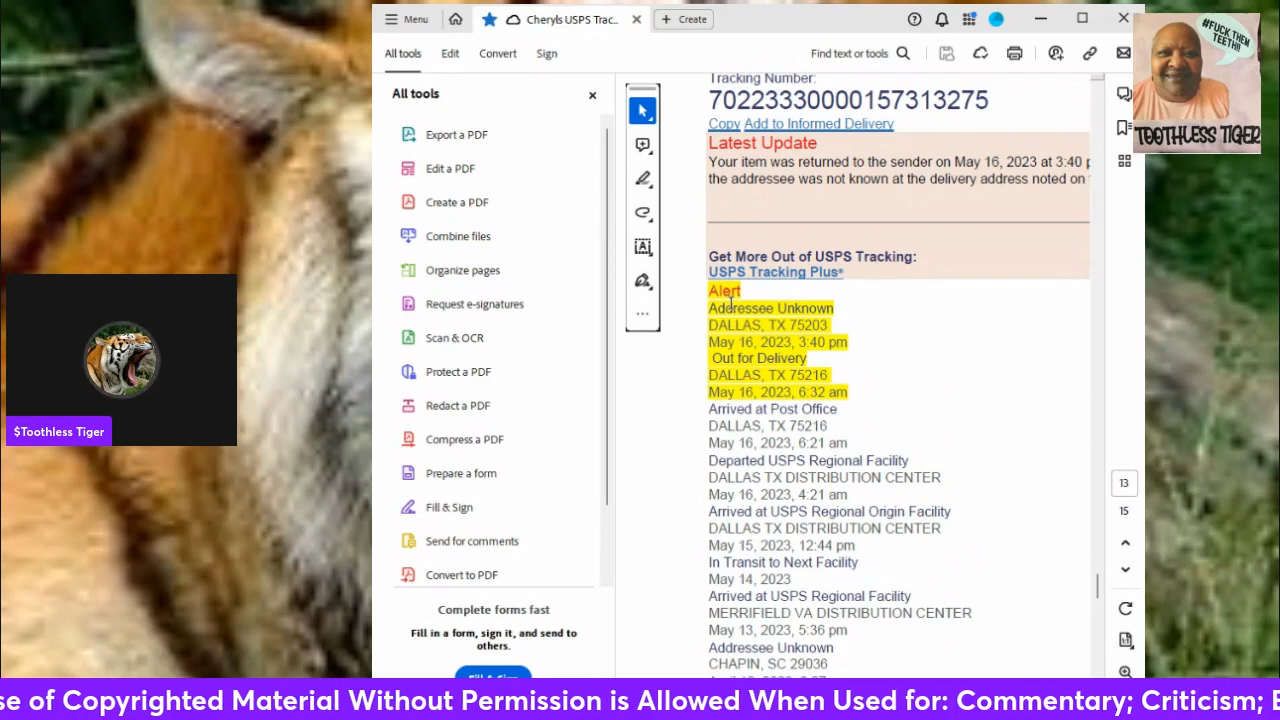 Menu
Cheryls USPS Trac...
Create
All tools
Edit
Convert
Sign
Find text or tools
#FUCK THEM
TEETH!!
TOOTHLESS TIGER
All tools
Export a PDF
Edit a PDF
Create a PDF
Combine files
Organize pages
Request e-signatures
Scan & OCR
Protect a PDF
Redact a PDF
Compress a PDF
Prepare a form
Fill & Sign
Send for comments
Convert to PDF
Complete forms fast
Fill in a form, sign it, and send to
others.
Fill & Sign
Tracking Number:
70223330000157313275
Copy Add to Informed Delivery
Latest Update
Your item was returned to the sender on May 16, 2023 at 3:40 p
the addressee was not known at the delivery address noted on
Get More Out of USPS Tracking:
USPS Tracking Plus®
Alert
Addressee Unknown
DALLAS, TX 75203
May 16, 2023, 3:40 pm
Out for Delivery
DALLAS, TX 75216
May 16, 2023, 6:32 am
Arrived at Post Office
DALLAS, TX 75216
May 16, 2023, 6:21 am
Departed USPS Regional Facility
DALLAS TX DISTRIBUTION CENTER
May 16, 2023, 4:21 am
Arrived at USPS Regional Origin Facility
DALLAS TX DISTRIBUTION CENTER
May 15, 2023, 12:44 pm
In Transit to Next Facility
May 14, 2023
Arrived at USPS Regional Facility
MERRIFIELD VA DISTRIBUTION CENTER
May 13, 2023, 5:36 pm
Addressee Unknown
CHAPIN, SC 29036
13
15
$Toothless Tiger
se of Copyrighted Material Without Permission is Allowed When Used for: Commentary; Criticism; E